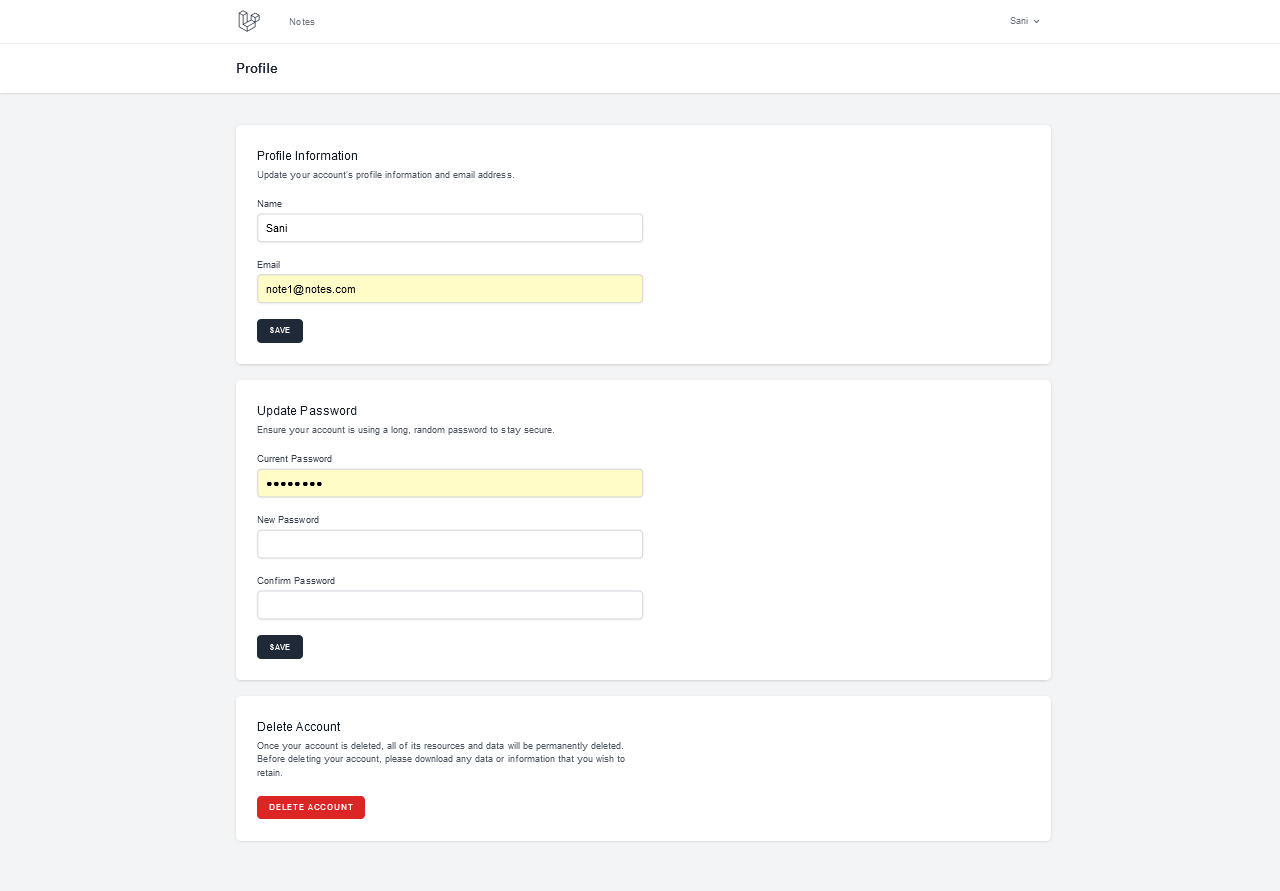 Notes
Sani
Profile
Profile Information
Update your account's profile information and email address.
Name
Sani
Email
note1@notes.com
SAVE
Update Password
Ensure your account is using a long, random password to stay secure.
Current Password
••••••••
New Password
Confirm Password
SAVE
Delete Account
Once your account is deleted, all of its resources and data will be permanently deleted.
Before deleting your account, please download any data or information that you wish to
retain.
DELETE ACCOUNT